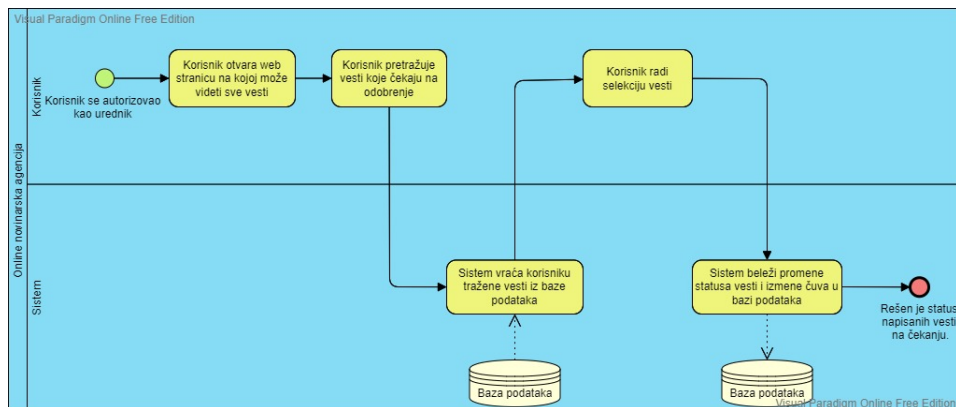 Visual Paradigm Online Free Edition
Online novinarska agencija
Korisnik
Korisnik se autorizovao
kao urednik
Korisnik otvara web
stranicu na kojoj može
videti sve vesti
Korisnik pretražuje
vesti koje čekaju na
odobrenje
Korisnik radi
selekciju vesti
Sistem
Sistem vraća korisniku
tražene vesti iz baze
podataka
Sistem beleži promene
statusa vesti i izmene čuva u
bazi podataka
Rešen je status
napisanih vesti
na čekanju.
Baza podataka
Baza podataka
Visual Paradigm Online Free Edition